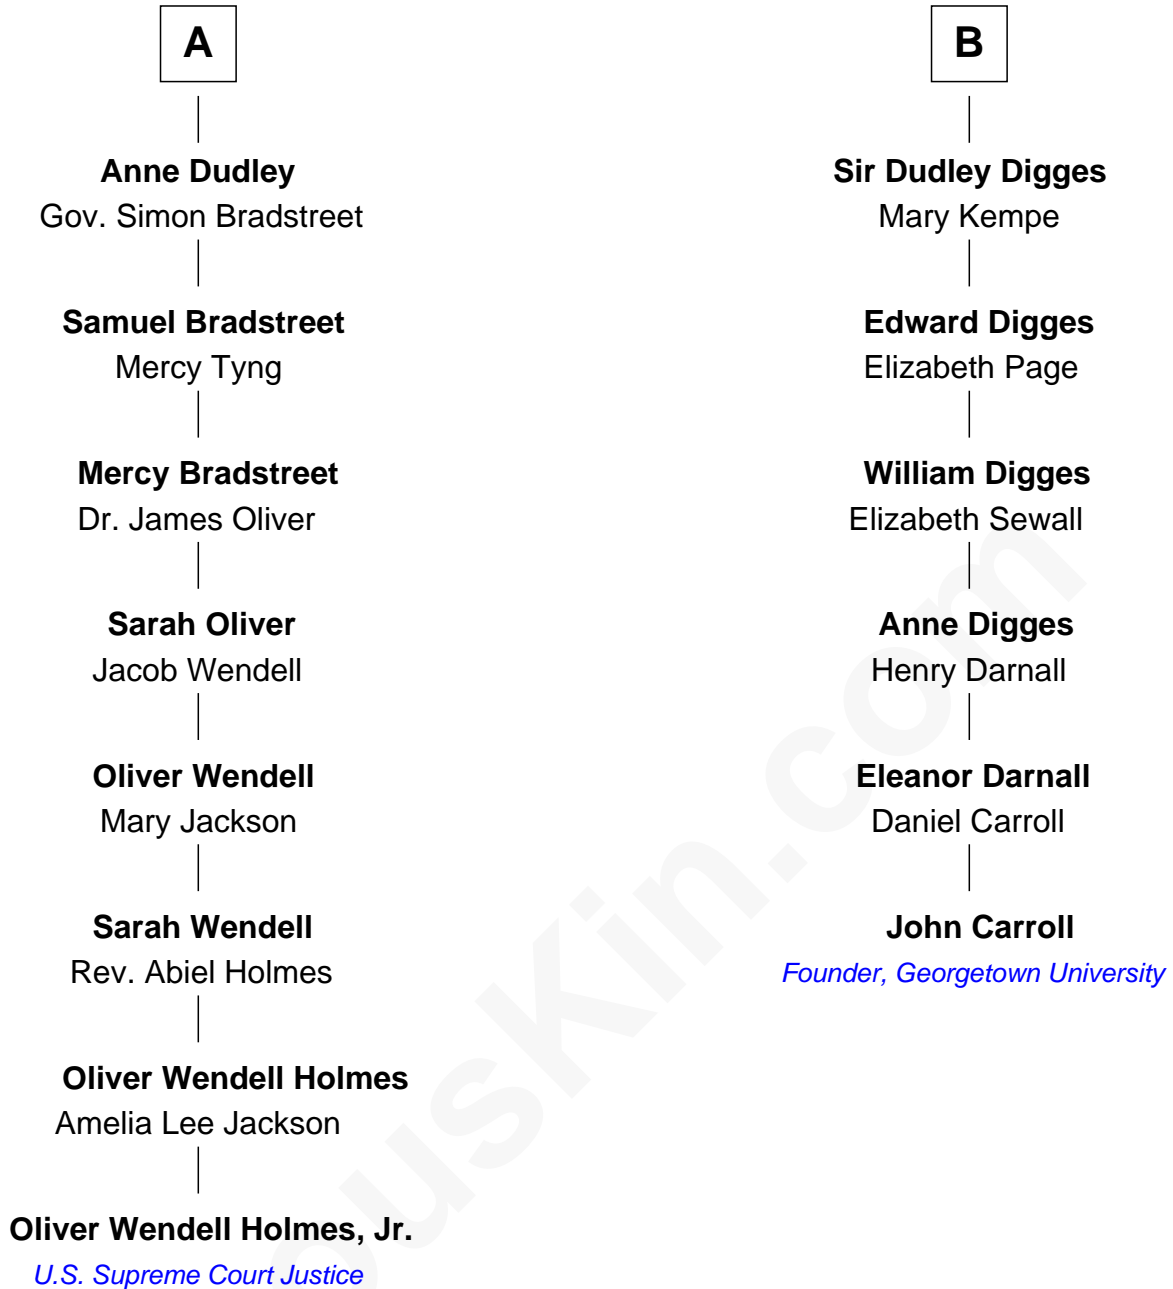 A
Anne Dudley
Gov. Simon Bradstreet
Samuel Bradstreet
Mercy Tyng
Mercy Bradstreet
Dr. James Oliver
Sarah Oliver
Jacob Wendell
Oliver Wendell
Mary Jackson
Sarah Wendell
Rev. Abiel Holmes
Oliver Wendell Holmes
Amelia Lee Jackson
Oliver Wendell Holmes, Jr.
U.S. Supreme Court Justice
B
Sir Dudley Digges
Mary Kempe
Edward Digges
Elizabeth Page
William Digges
Elizabeth Sewall
Anne Digges
Henry Darnall
Eleanor Darnall
Daniel Carroll
John Carroll
Founder, Georgetown University
ousKin.com